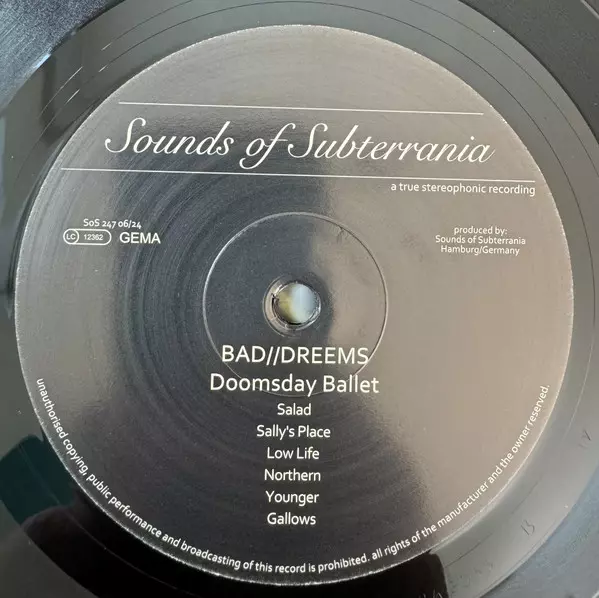 Sounds of Subterrania
a true stereophonic recording
SoS 247 06/24
LC 12362 GEMA
produced by:
Sounds of Subterrania
Hamburg/Germany
BAD//DREEMS
Doomsday Ballet
Salad
Sally's Place
Low Life
Northern
Younger
Gallows
unauthorised copying, public performance and broadcasting of this record is prohibited. all rights of the manufacturer and the owner reserved.